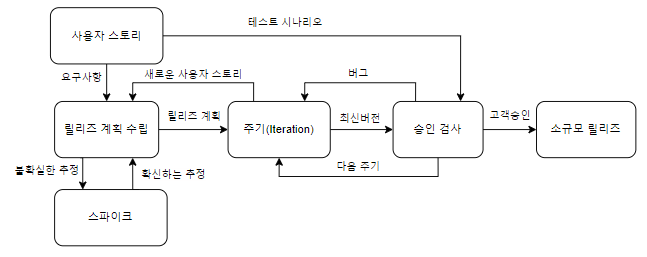 테스트 시나리오
사용자 스토리
요구사항
새로운 사용자 스토리
버그
릴리즈 계획 수립
릴리즈 계획
주기(Iteration)
최신버전
승인 검사
고객승인
소규모 릴리즈
불확실한 추정
확신하는 추정
다음 주기
스파이크